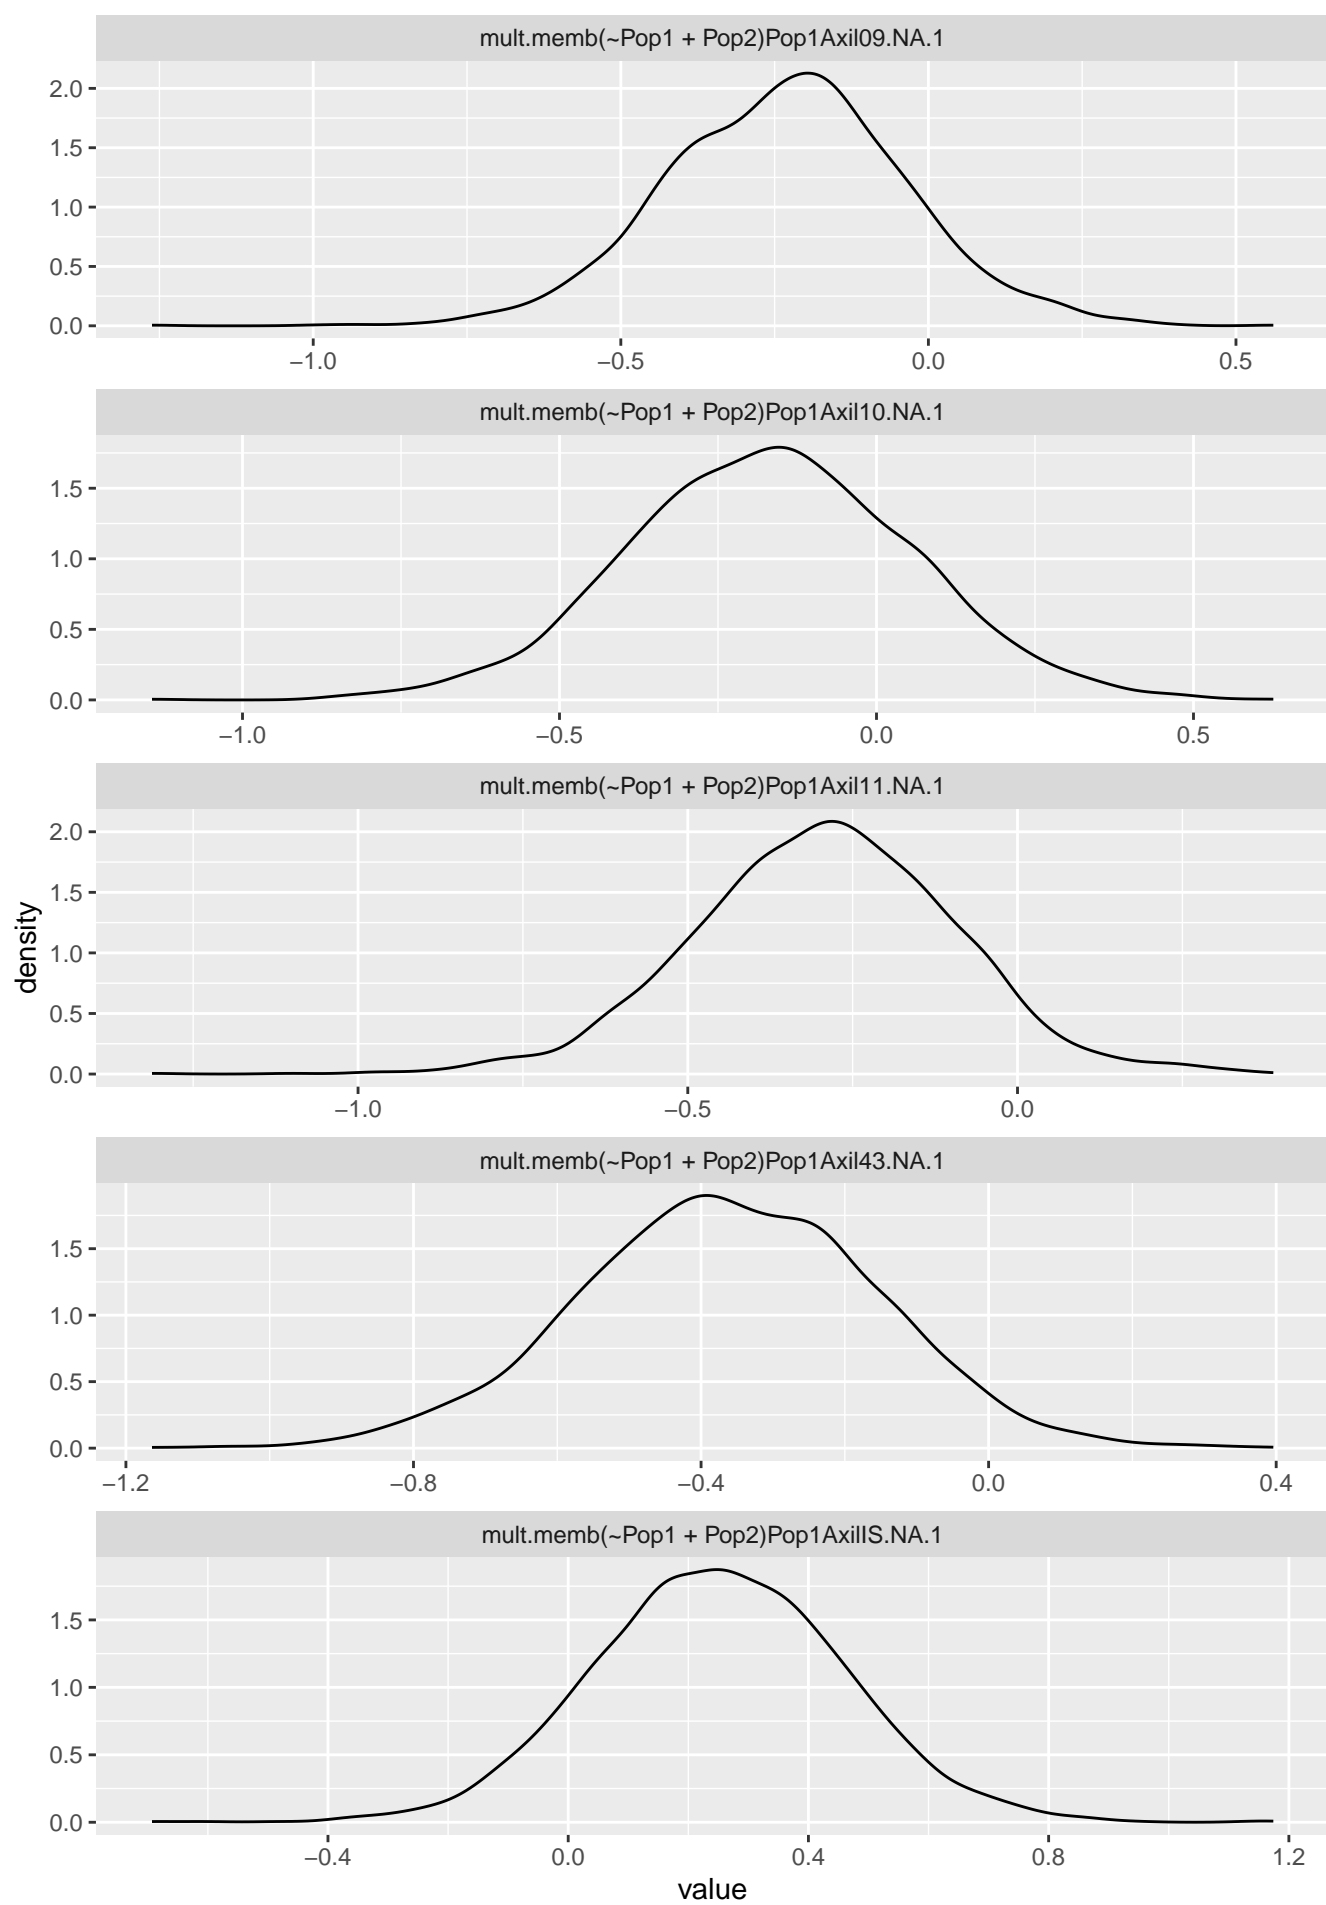 mult.memb(~Pop1 + Pop2)Pop1Axil09.NA.1
2.0
1.5
1.0
0.5
0.0
−1.0 −0.5 0.0 0.5
mult.memb(~Pop1 + Pop2)Pop1Axil10.NA.1
1.5
1.0
0.5
0.0
−1.0 −0.5 0.0 0.5
mult.memb(~Pop1 + Pop2)Pop1Axil11.NA.1
2.0
1.5
1.0
0.5
0.0
−1.0 −0.5 0.0
density
mult.memb(~Pop1 + Pop2)Pop1Axil43.NA.1
1.5
1.0
0.5
0.0
−1.2 −0.8 −0.4 0.0 0.4
mult.memb(~Pop1 + Pop2)Pop1AxilIS.NA.1
1.5
1.0
0.5
0.0
−0.4 0.0 0.4 0.8 1.2
value